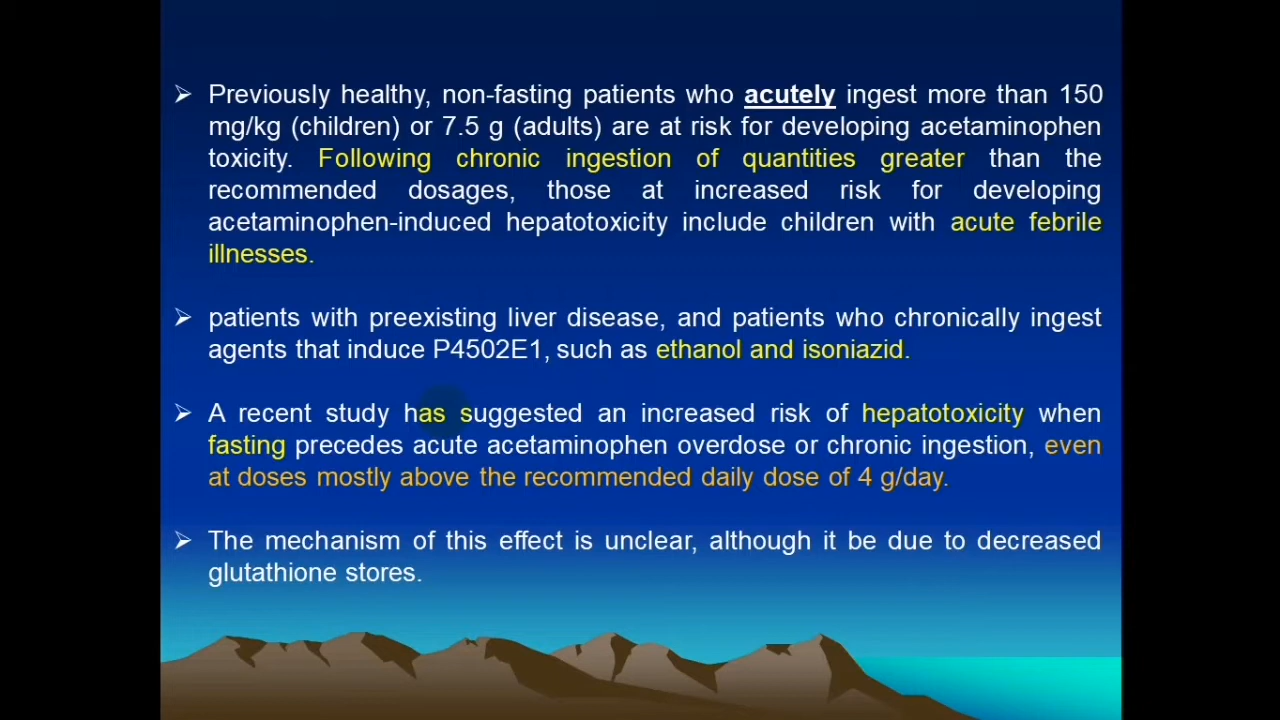 Previously healthy, non-fasting patients who acutely ingest more than 150
mg/kg (children) or 7.5 g (adults) are at risk for developing acetaminophen
toxicity. Following chronic ingestion of quantities greater than the
recommended dosages, those at increased risk for developing
acetaminophen-induced hepatotoxicity include children with acute febrile
illnesses.
patients with preexisting liver disease, and patients who chronically ingest
agents that induce P4502E1, such as ethanol and isoniazid.
A recent study has suggested an increased risk of hepatotoxicity when
fasting precedes acute acetaminophen overdose or chronic ingestion, even
at doses mostly above the recommended daily dose of 4 g/day.
The mechanism of this effect is unclear, although it be due to decreased
glutathione stores.